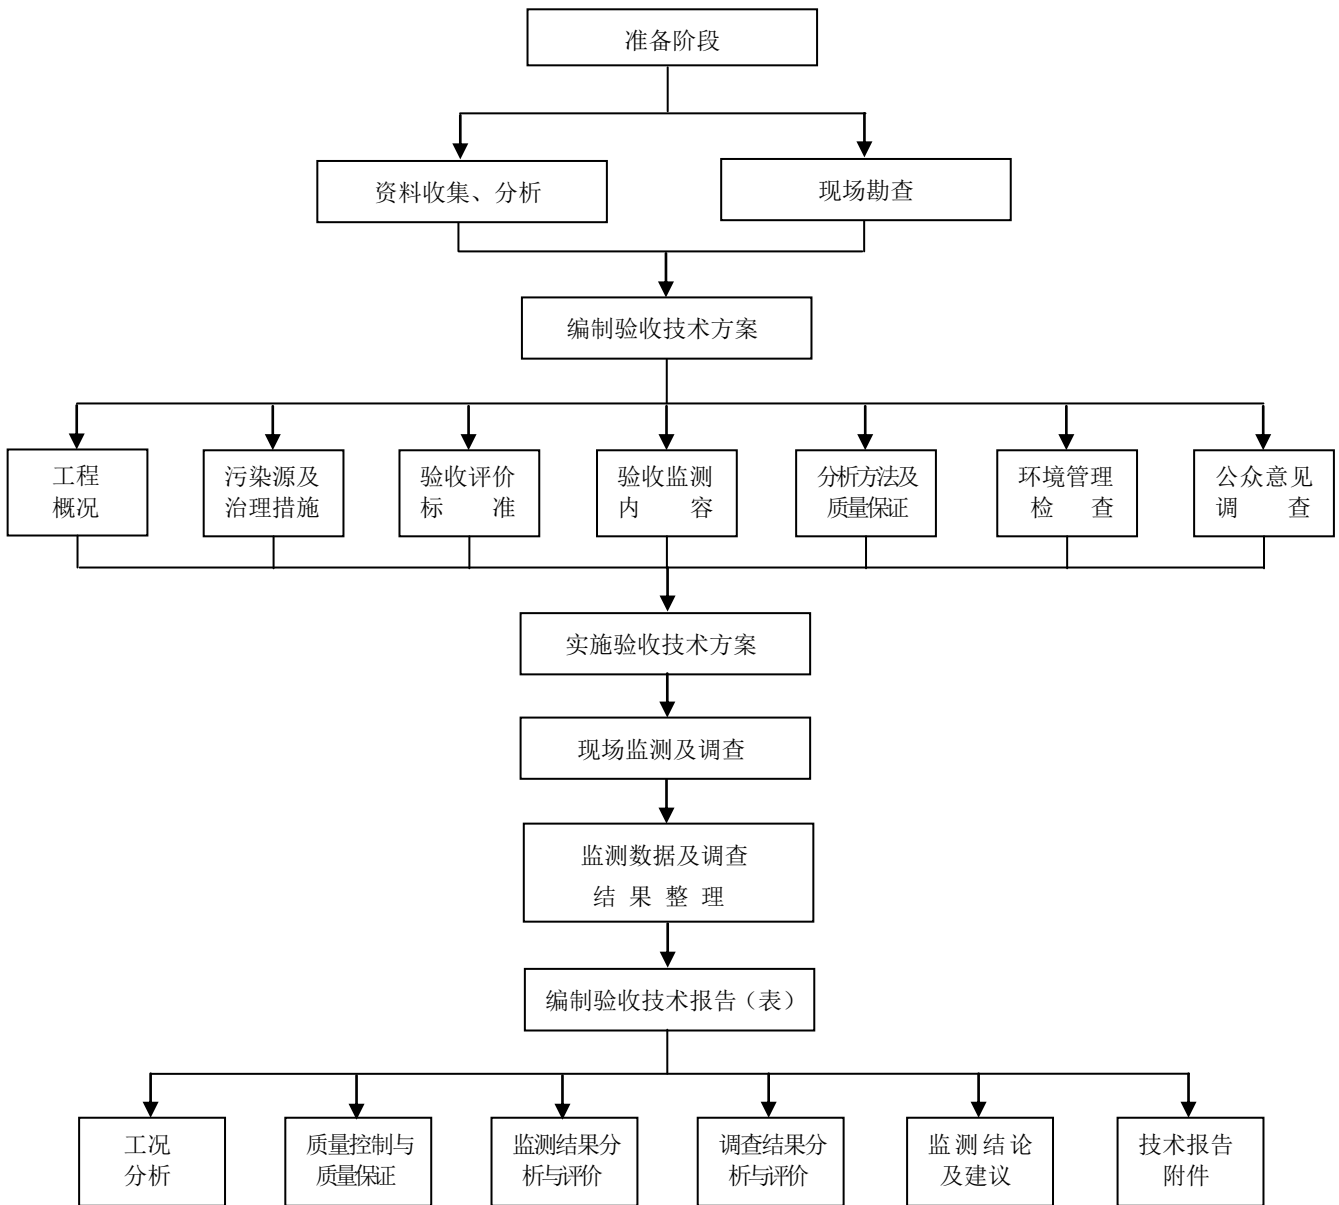 准备阶段
资料收集、分析
现场勘查
编制验收技术方案
工程
概况
污染源及
治理措施
验收评价
标 准
验收监测
内 容
分析方法及
质量保证
环境管理
检 查
公众意见
调 查
实施验收技术方案
现场监测及调查
监测数据及调查
结 果 整 理
编制验收技术报告（表）
工况
分析
质量控制与
质量保证
监测结果分
析与评价
调查结果分
析与评价
监测结论
及建议
技术报告
附件